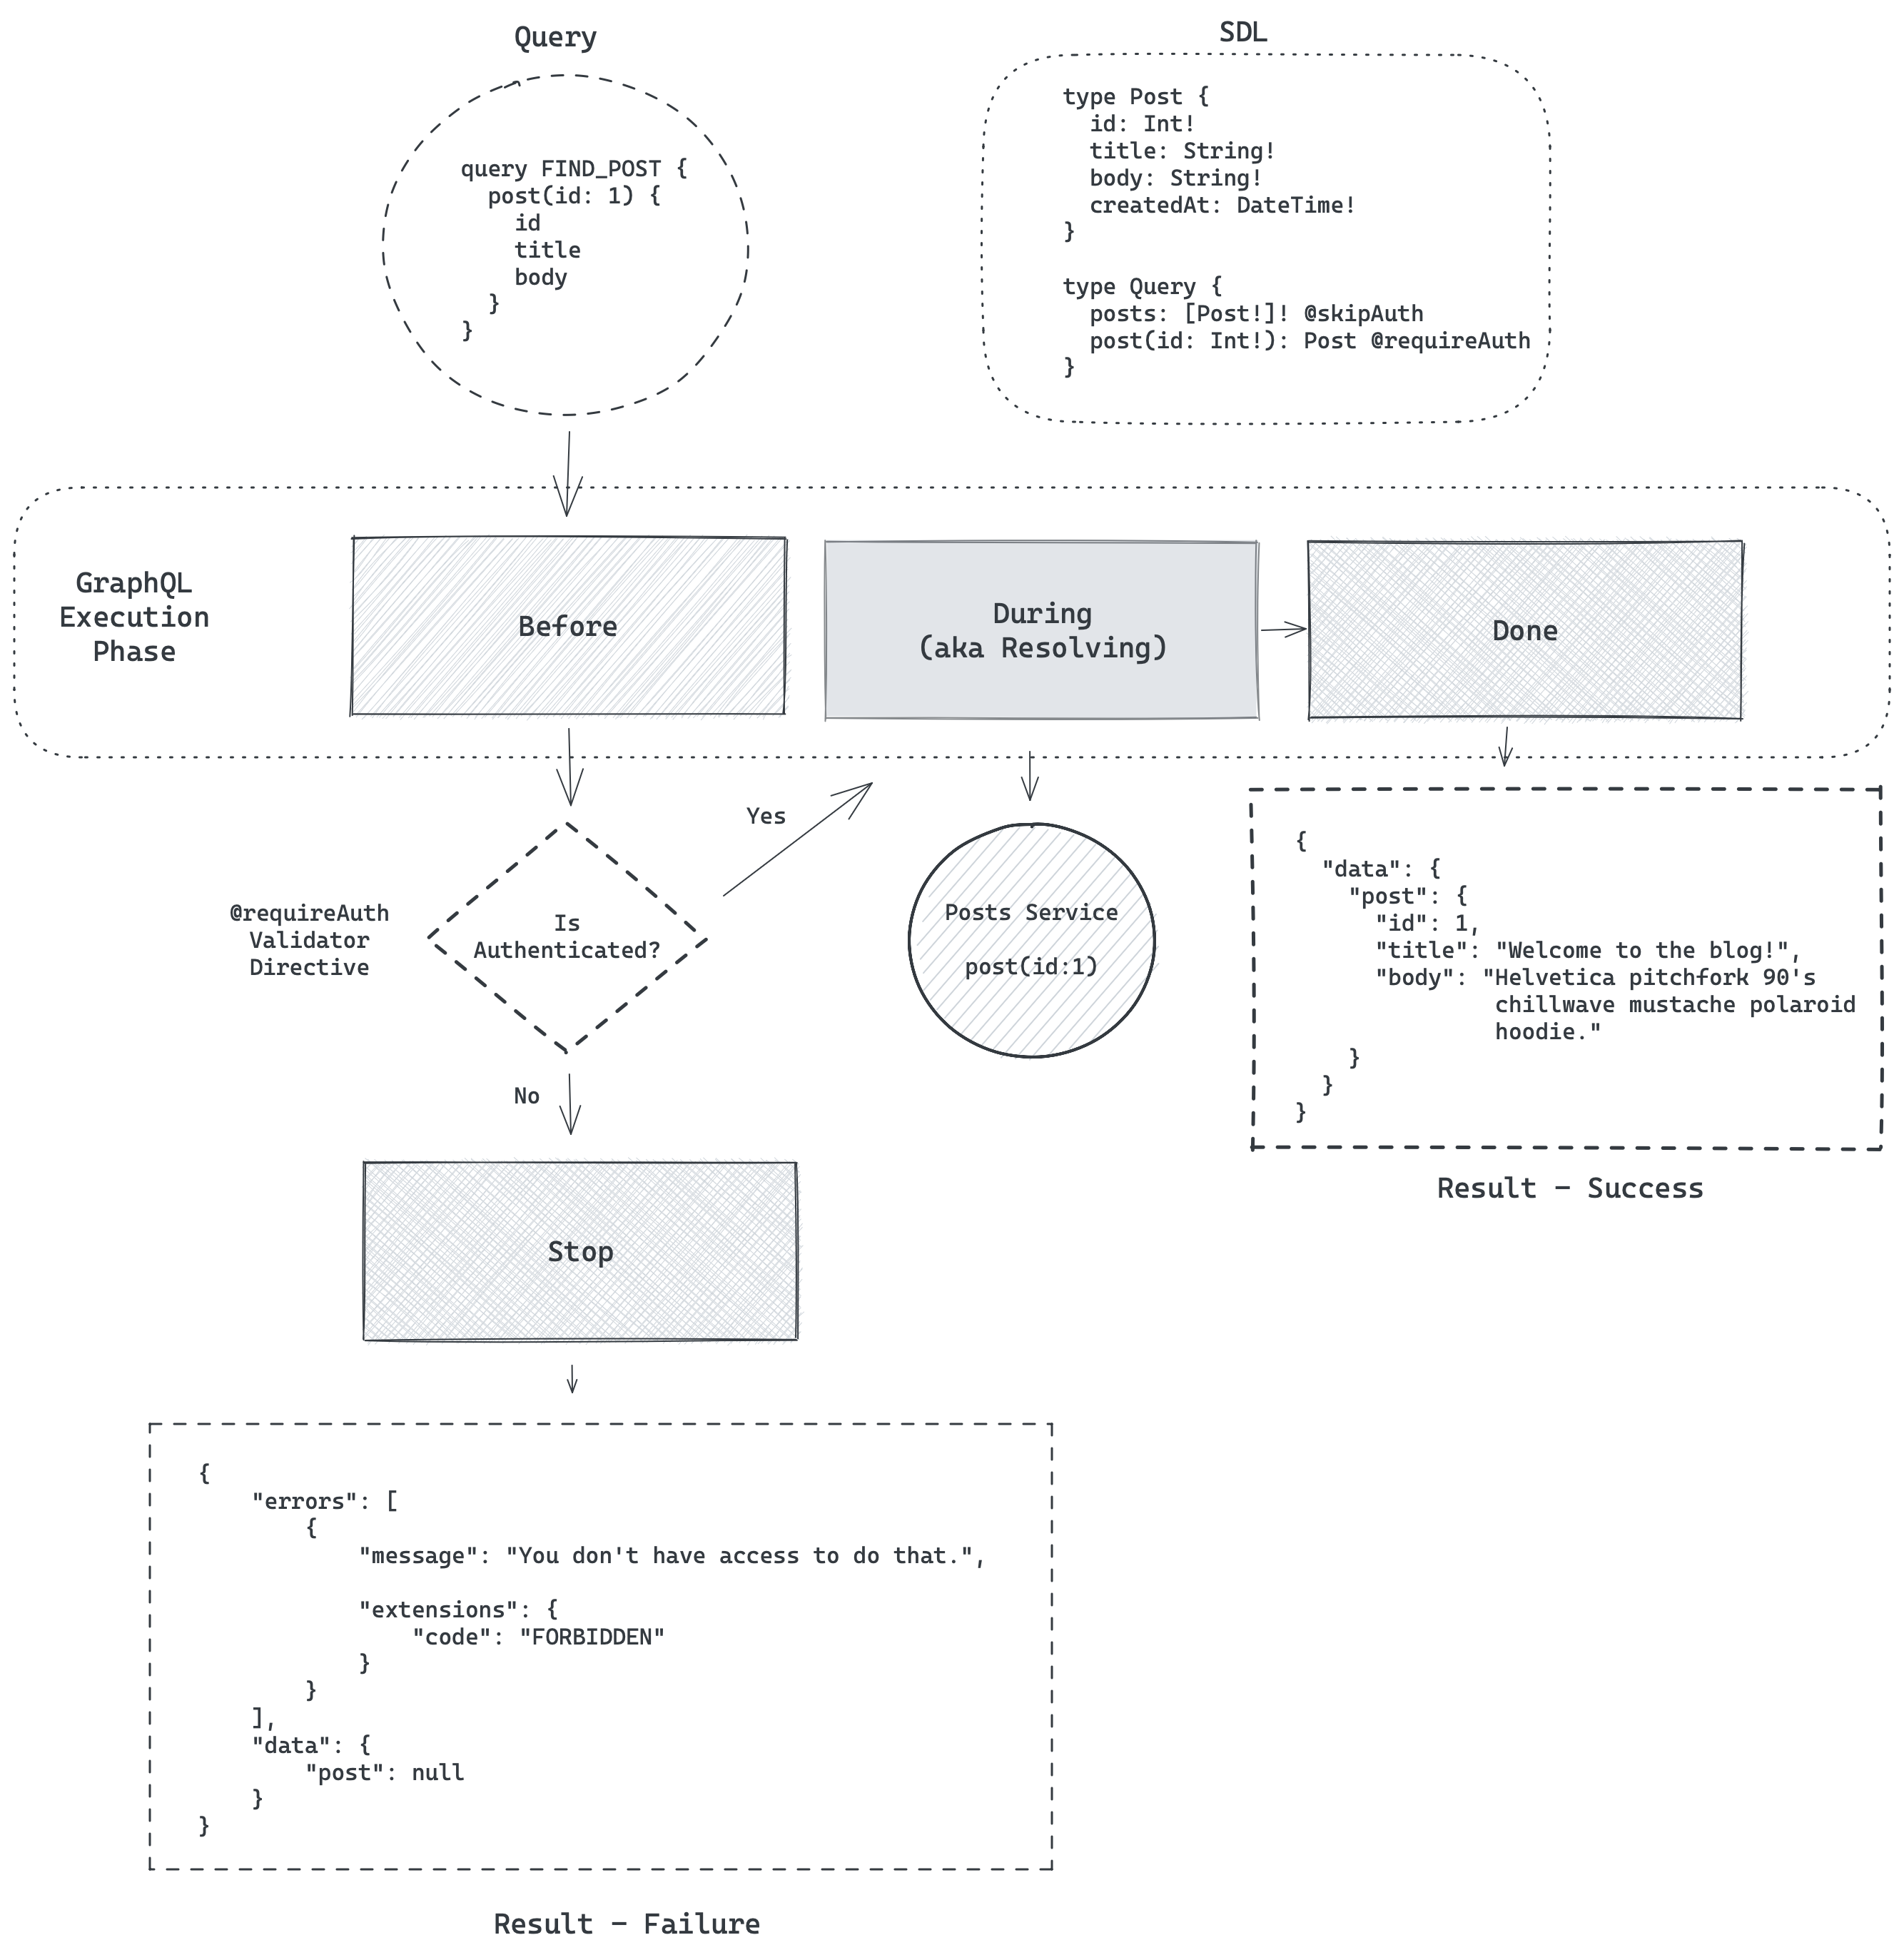 Query
query FIND_POST {
  post(id: 1) {
    id
    title
    body
  }
}
SDL
type Post {
  id: Int!
  title: String!
  body: String!
  createdAt: DateTime!
}
type Query {
  posts: [Post!]! @skipAuth
  post(id: Int!): Post @requireAuth
}
GraphQL
Execution
Phase
Before
During
(aka Resolving)
Done
Yes
@requireAuth
Validator
Directive
Is
Authenticated?
No
Posts Service
post(id:1)
{
  "data": {
    "post": {
      "id": 1,
      "title": "Welcome to the blog!",
      "body": "Helvetica pitchfork 90's
               chillwave mustache polaroid
               hoodie."
    }
  }
}
Result - Success
Stop
{
    "errors": [
        {
            "message": "You don't have access to do that.",
            "extensions": {
                "code": "FORBIDDEN"
            }
        }
    ],
    "data": {
        "post": null
    }
}
Result - Failure